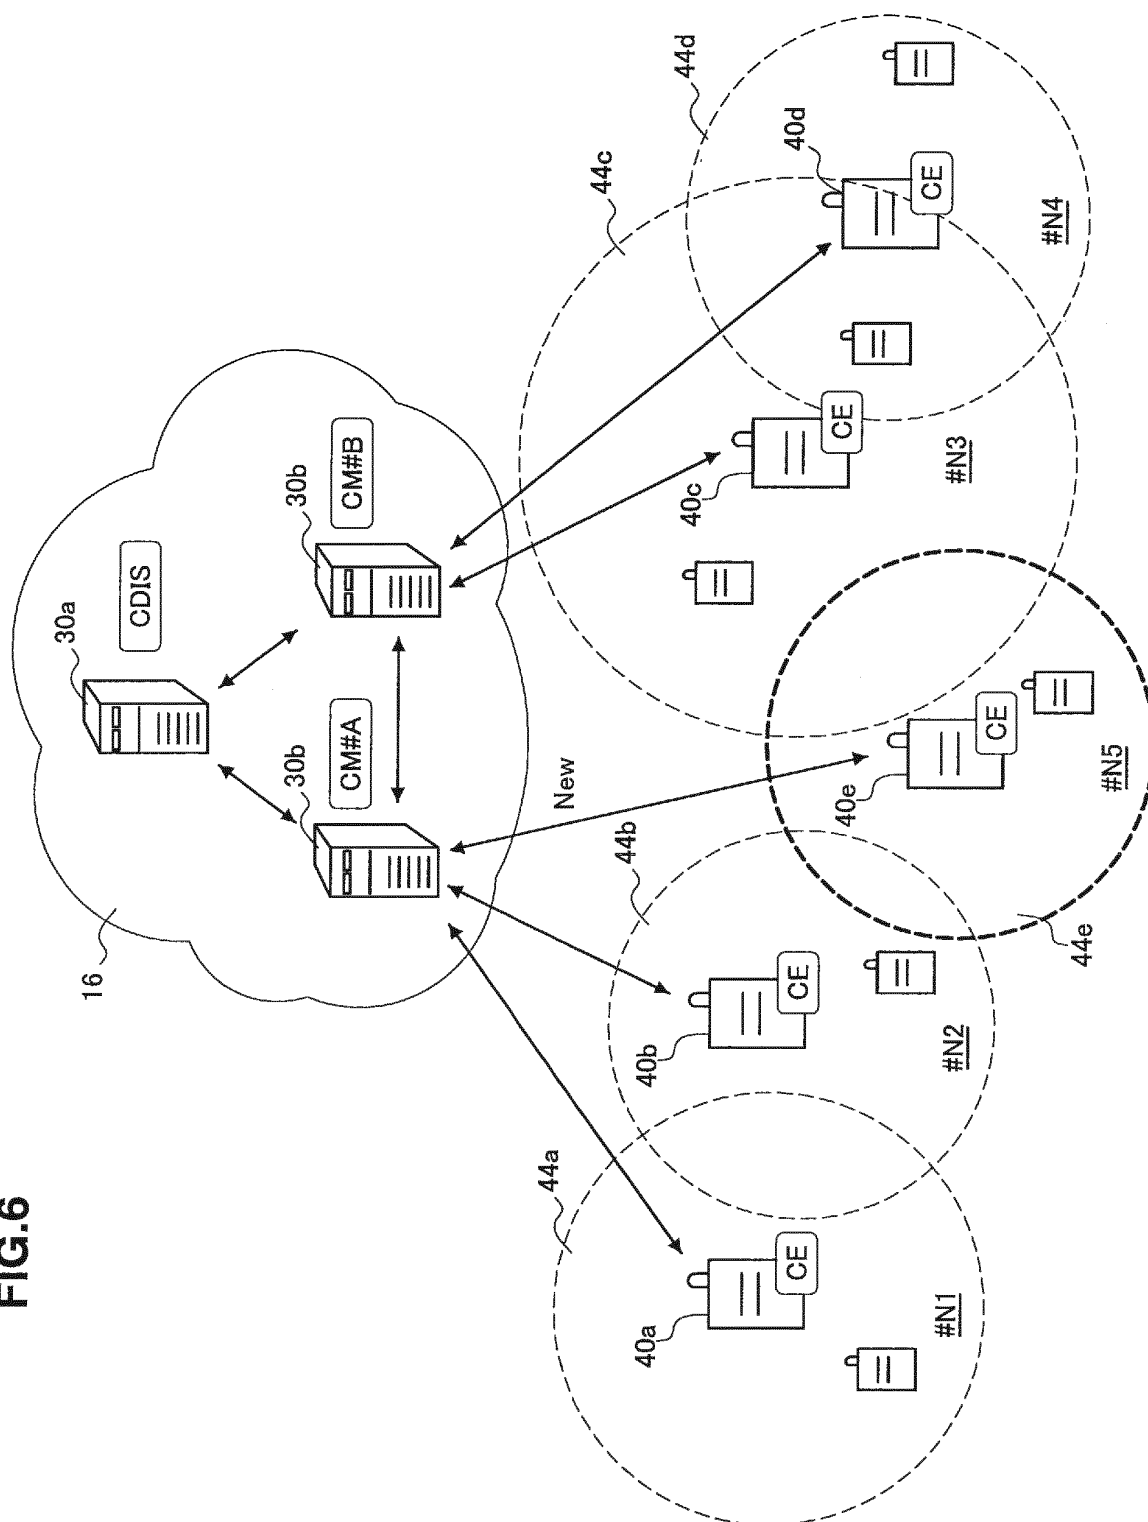 FIG.6
16
30a
CDIS
30b
CM#A
30b
CM#B
New
44a
44b
44c
44d
40a
CE
40b
CE
40e
CE
40c
CE
40d
CE
#N1
#N2
44e
#N5
#N3
#N4